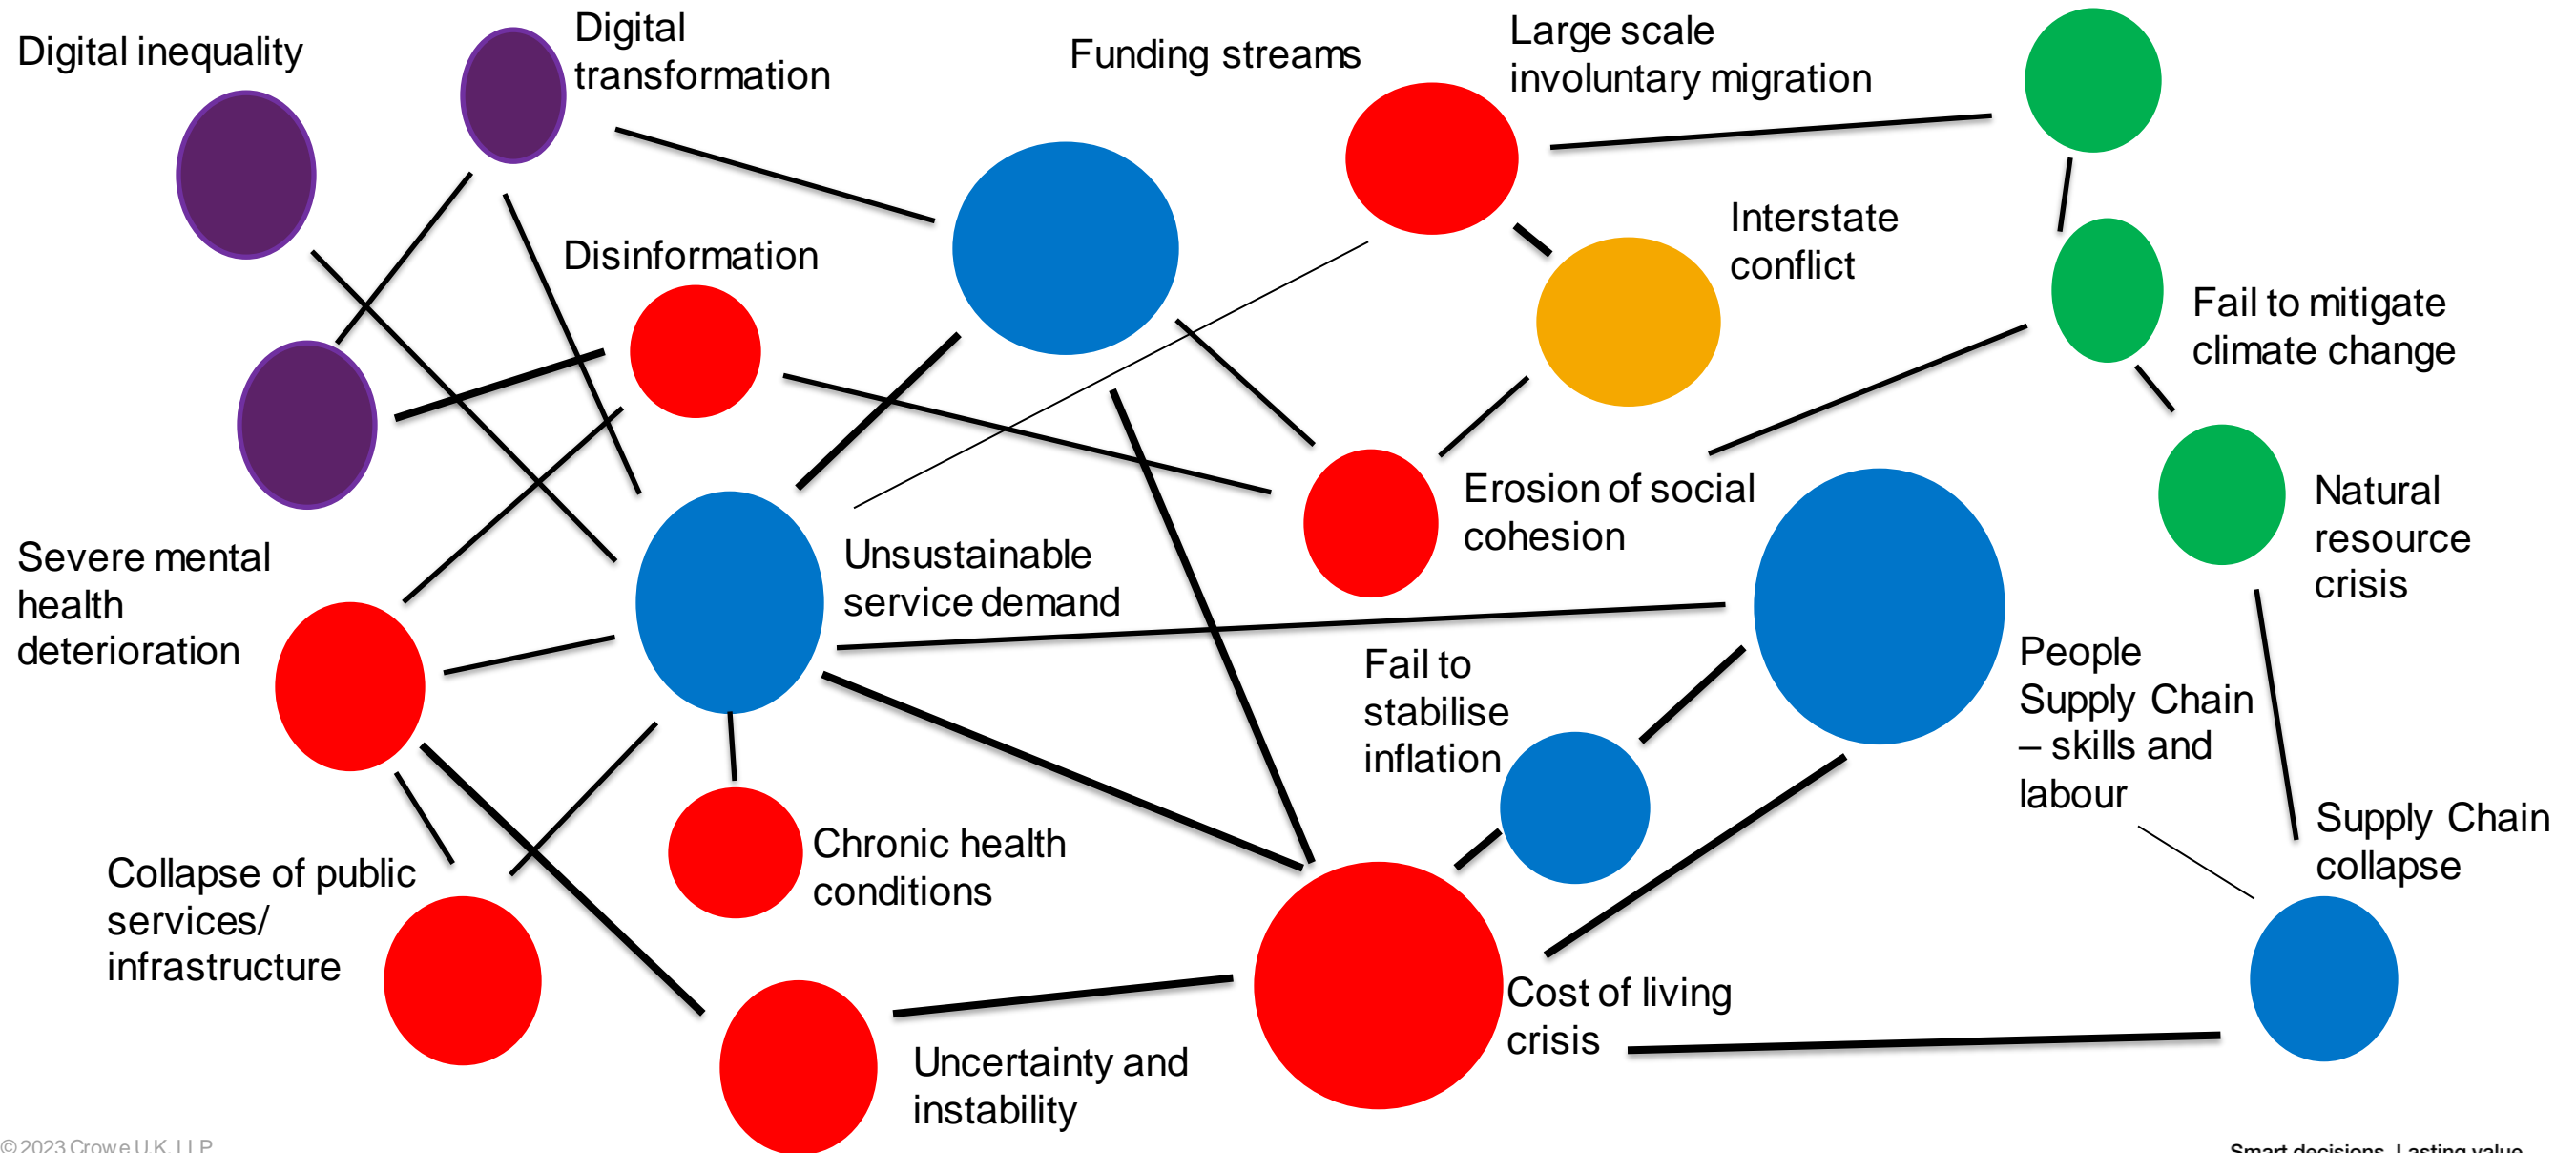 Digital inequality
Digital
transformation
Funding streams
Large scale
involuntary migration
Disinformation
Interstate
conflict
Fail to mitigate
climate change
Erosion of social
cohesion
Natural
resource
crisis
Severe mental
health
deterioration
Unsustainable
service demand
Fail to
stabilise
inflation
People
Supply Chain
– skills and
labour
Supply Chain
collapse
Chronic health
conditions
Collapse of public
services/
infrastructure
Cost of living
crisis
Uncertainty and
instability
© 2023 Crowe U.K. LLP
Smart decisions. Lasting value.